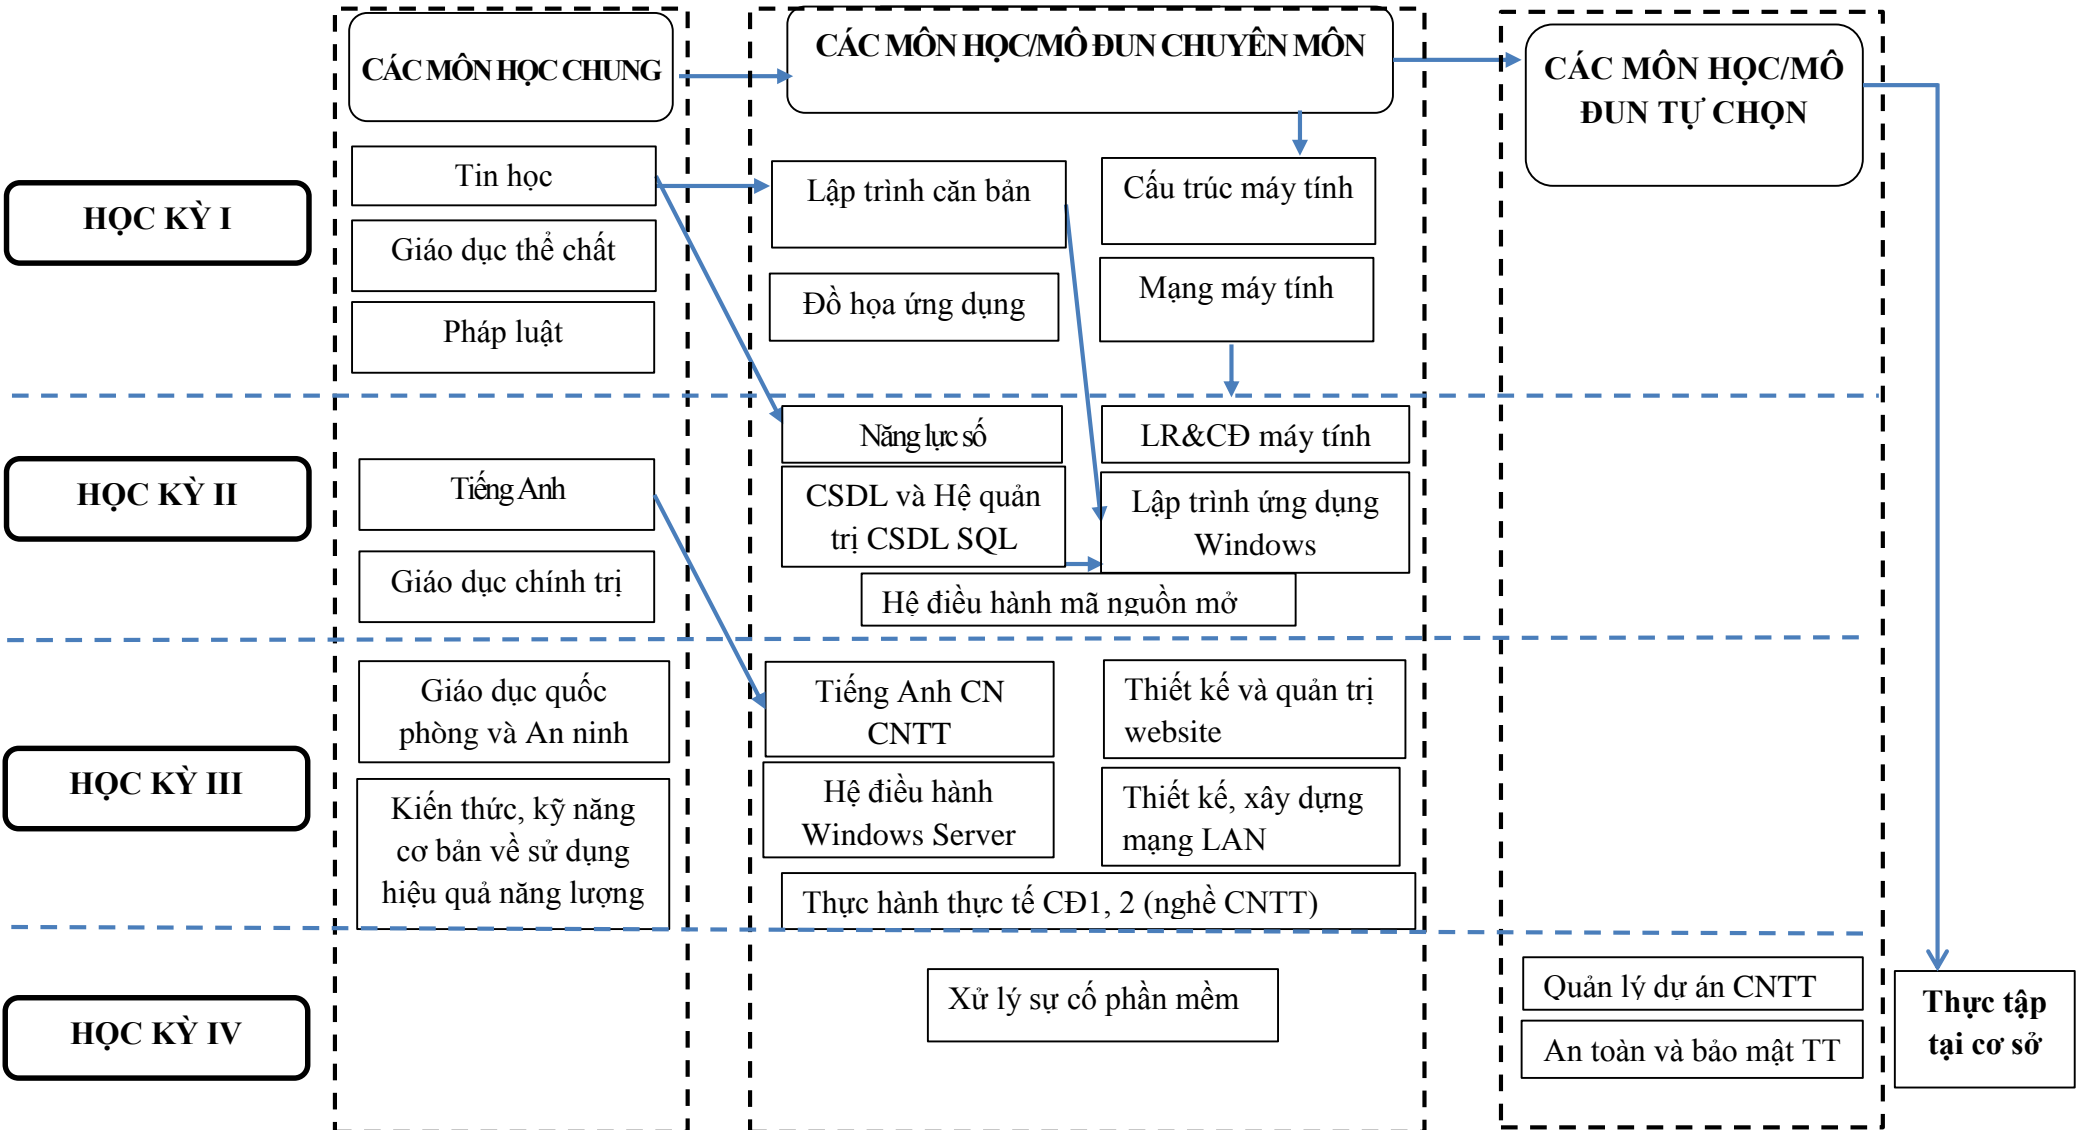 CÁC MÔN HỌC CHUNG
CÁC MÔN HỌC/MÔ ĐUN CHUYÊN MÔN
CÁC MÔN HỌC/MÔ
ĐUN TỰ CHỌN
HỌC KỲ I
Tin học
Giáo dục thể chất
Pháp luật
Lập trình căn bản
Cấu trúc máy tính
Đồ họa ứng dụng
Mạng máy tính
HỌC KỲ II
Tiếng Anh
Giáo dục chính trị
Năng lực số
LR&CĐ máy tính
CSDL và Hệ quản
trị CSDL SQL
Lập trình ứng dụng
Windows
Hệ điều hành mã nguồn mở
HỌC KỲ III
Giáo dục quốc
phòng và An ninh
Kiến thức, kỹ năng
cơ bản về sử dụng
hiệu quả năng lượng
Tiếng Anh CN
CNTT
Thiết kế và quản trị
website
Hệ điều hành
Windows Server
Thiết kế, xây dựng
mạng LAN
Thực hành thực tế CĐ1, 2 (nghề CNTT)
HỌC KỲ IV
Xử lý sự cố phần mềm
Quản lý dự án CNTT
An toàn và bảo mật TT
Thực tập
tại cơ sở